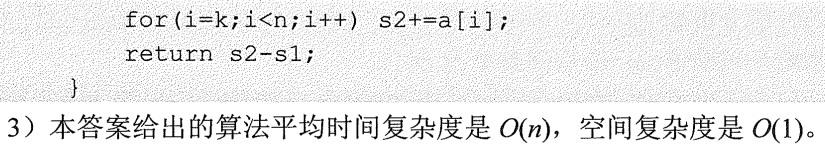 for(i=k;i<n;i++) s2+=a[i];
return s2-s1;
}
3）本答案给出的算法平均时间复杂度是 O(n)，空间复杂度是 O(1)。